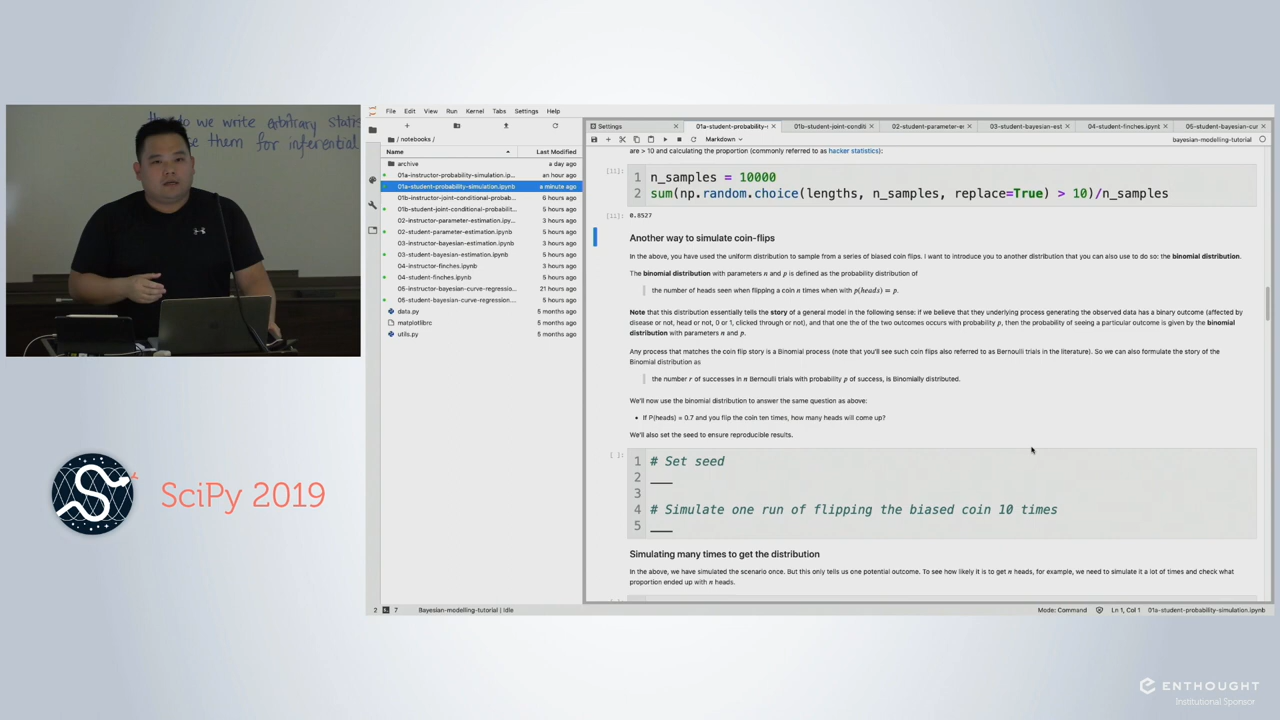 do we write arbitrary statis
se them for inferential
SciPy 2019
File Edit View Run Kernel Tabs Settings Help
/ notebooks /
Name Last Modified
archive a day ago
01a-instructor-probability-simulation.ip... an hour ago
01a-student-probability-simulation.ipynb a minute ago
01b-instructor-joint-conditional-probab... 6 hours ago
01b-student-joint-conditional-probabilit... 5 hours ago
02-instructor-parameter-estimation.ipy... 3 hours ago
02-student-parameter-estimation.ipynb 5 hours ago
03-instructor-bayesian-estimation.ipynb 3 hours ago
03-student-bayesian-estimation.ipynb 5 hours ago
04-instructor-finches.ipynb 3 hours ago
04-student-finches.ipynb 5 hours ago
05-instructor-bayesian-curve-regression... 21 hours ago
05-student-bayesian-curve-regression.... 5 hours ago
data.py 5 months ago
matplotlibrc 5 months ago
utils.py 5 months ago
Settings 01a-student-probability-s 01b-student-joint-conditi 02-student-parameter-es 03-student-bayesian-est 04-student-finches.ipynb 05-student-bayesian-cur
Markdown bayesian-modelling-tutorial
are > 10 and calculating the proportion (commonly referred to as hacker statistics):
[11]: 1 n_samples = 10000
2 sum(np.random.choice(lengths, n_samples, replace=True) > 10)/n_samples
[11]: 0.8527
Another way to simulate coin-flips
In the above, you have used the uniform distribution to sample from a series of biased coin flips. I want to introduce you to another distribution that you can also use to do so: the binomial distribution.
The binomial distribution with parameters n and p is defined as the probability distribution of
the number of heads seen when flipping a coin n times when with p(heads) = p.
Note that this distribution essentially tells the story of a general model in the following sense: if we believe that they underlying process generating the observed data has a binary outcome (affected by
disease or not, head or not, 0 or 1, clicked through or not), and that one the of the two outcomes occurs with probability p, then the probability of seeing a particular outcome is given by the binomial
distribution with parameters n and p.
Any process that matches the coin flip story is a Binomial process (note that you'll see such coin flips also referred to as Bernoulli trials in the literature). So we can also formulate the story of the
Binomial distribution as
the number r of successes in n Bernoulli trials with probability p of success, is Binomially distributed.
We'll now use the binomial distribution to answer the same question as above:
• If P(heads) = 0.7 and you flip the coin ten times, how many heads will come up?
We'll also set the seed to ensure reproducible results.
[ ]: 1 # Set seed
2 ___
3
4 # Simulate one run of flipping the biased coin 10 times
5 ___
Simulating many times to get the distribution
In the above, we have simulated the scenario once. But this only tells us one potential outcome. To see how likely it is to get n heads, for example, we need to simulate it a lot of times and check what
proportion ended up with n heads.
2 7 Bayesian-modelling-tutorial | Idle Mode: Command Ln 1, Col 1 01a-student-probability-simulation.ipynb
ENTHOUGHT
Institutional Sponsor